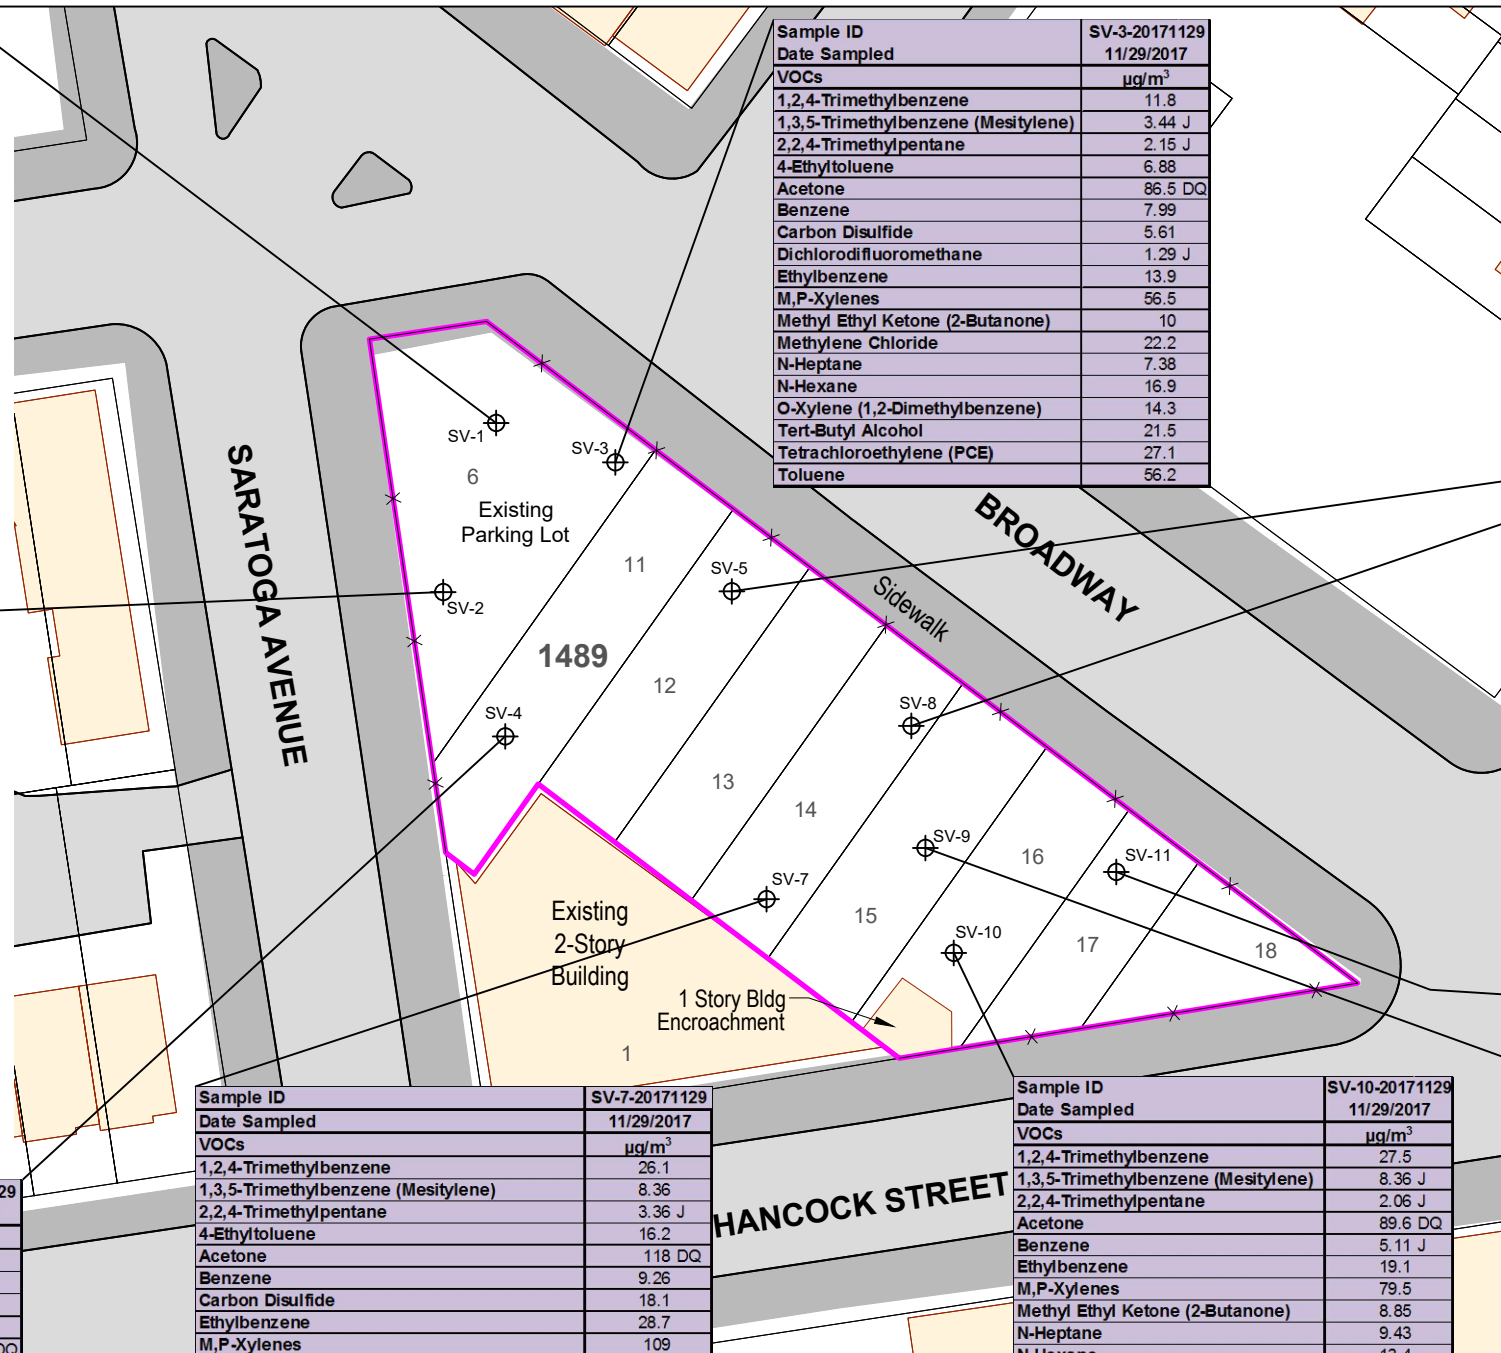 Sample ID SV-3-20171129
Date Sampled 11/29/2017
VOCs µg/m³
1,2,4-Trimethylbenzene 11.8
1,3,5-Trimethylbenzene (Mesitylene) 3.44 J
2,2,4-Trimethylpentane 2.15 J
4-Ethyltoluene 6.88
Acetone 86.5 DQ
Benzene 7.99
Carbon Disulfide 5.61
Dichlorodifluoromethane 1.29 J
Ethylbenzene 13.9
M,P-Xylenes 56.5
Methyl Ethyl Ketone (2-Butanone) 10
Methylene Chloride 22.2
N-Heptane 7.38
N-Hexane 16.9
O-Xylene (1,2-Dimethylbenzene) 14.3
Tert-Butyl Alcohol 21.5
Tetrachloroethylene (PCE) 27.1
Toluene 56.2
SARATOGA AVENUE
BROADWAY
Sidewalk
SV-1
SV-3
6
Existing
Parking Lot
11
SV-5
SV-2
1489
12
SV-4
SV-8
13
14
SV-9
16
SV-11
SV-7
15
SV-10
17
18
Existing
2-Story
Building
1 Story Bldg
Encroachment
1
HANCOCK STREET
Sample ID SV-7-20171129
Date Sampled 11/29/2017
VOCs µg/m³
1,2,4-Trimethylbenzene 26.1
1,3,5-Trimethylbenzene (Mesitylene) 8.36
2,2,4-Trimethylpentane 3.36 J
4-Ethyltoluene 16.2
Acetone 118 DQ
Benzene 9.26
Carbon Disulfide 18.1
Ethylbenzene 28.7
M,P-Xylenes 109
Sample ID SV-10-20171129
Date Sampled 11/29/2017
VOCs µg/m³
1,2,4-Trimethylbenzene 27.5
1,3,5-Trimethylbenzene (Mesitylene) 8.36 J
2,2,4-Trimethylpentane 2.06 J
Acetone 89.6 DQ
Benzene 5.11 J
Ethylbenzene 19.1
M,P-Xylenes 79.5
Methyl Ethyl Ketone (2-Butanone) 8.85
N-Heptane 9.43
29